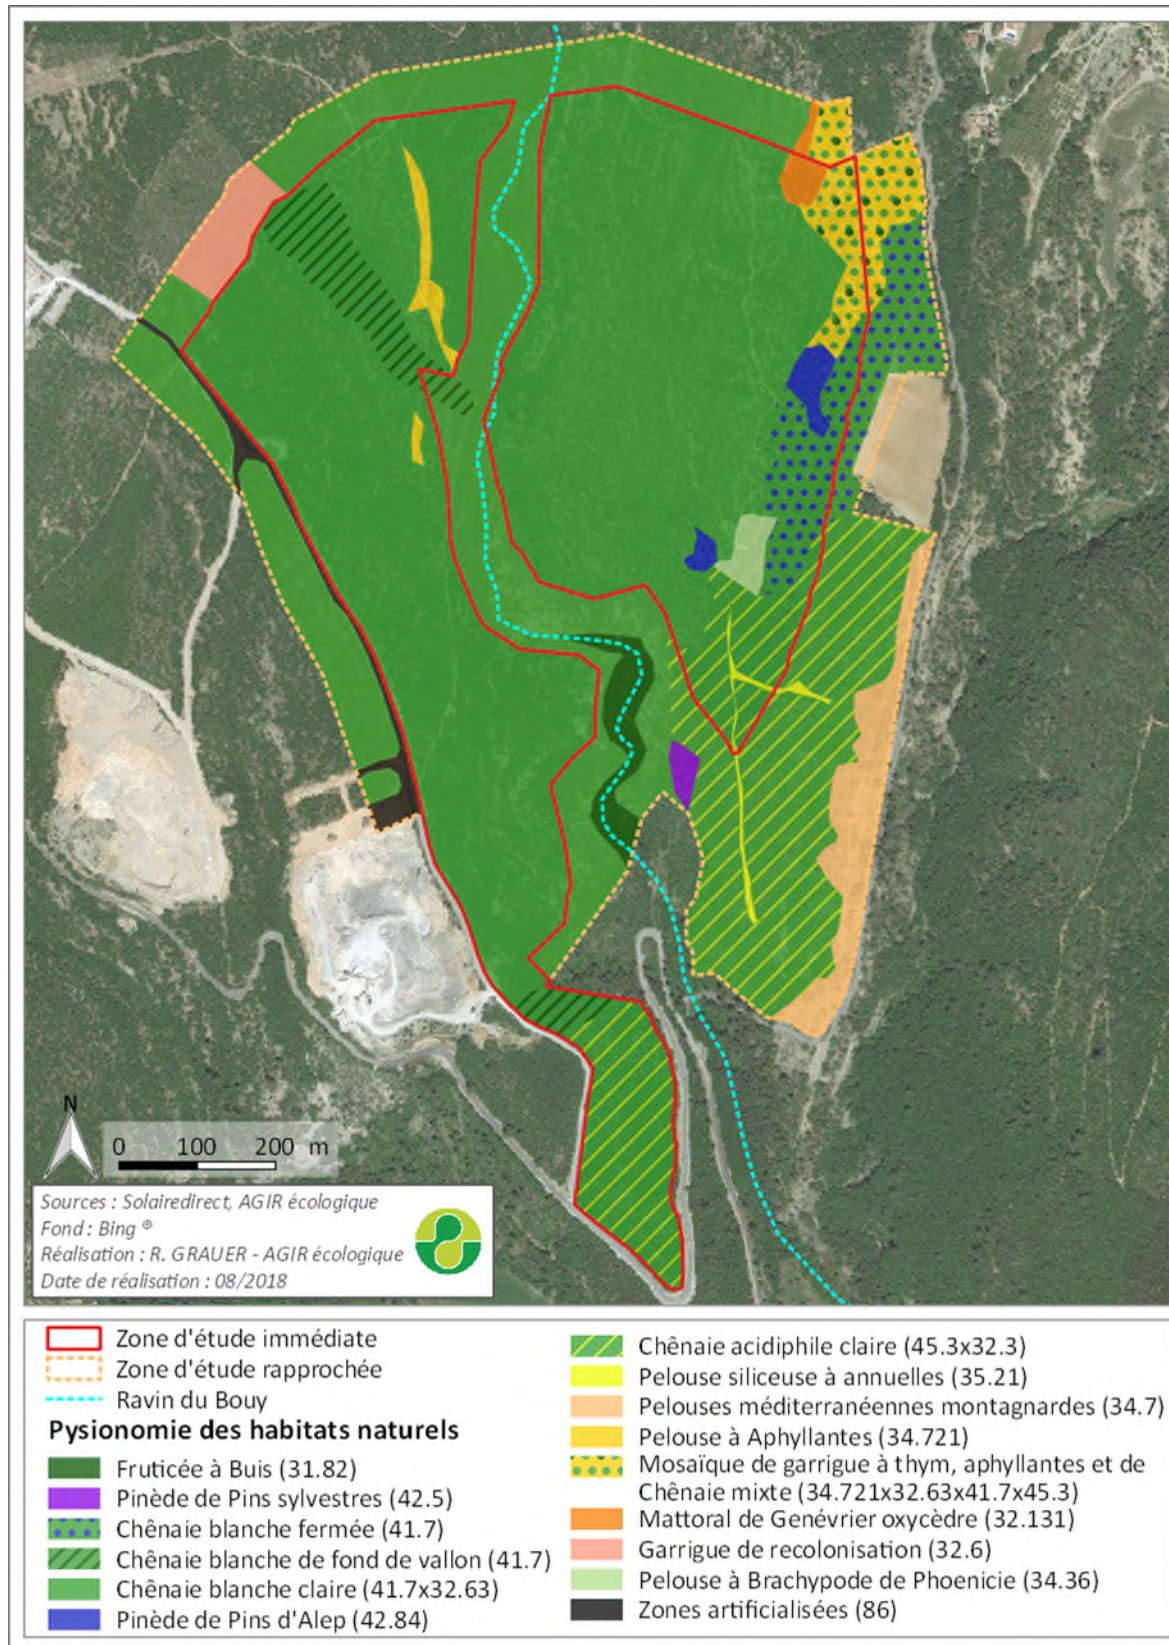 N
0 100 200 m
Sources : Solairedirect, AGIR écologique
Fond : Bing ®
Réalisation : R. GRAUER - AGIR écologique
Date de réalisation : 08/2018
Zone d'étude immédiate
Zone d'étude rapprochée
Ravin du Bouy
Pysionomie des habitats naturels
Fruticée à Buis (31.82)
Pinède de Pins sylvestres (42.5)
Chênaie blanche fermée (41.7)
Chênaie blanche de fond de vallon (41.7)
Chênaie blanche claire (41.7x32.63)
Pinède de Pins d'Alep (42.84)
Chênaie acidiphile claire (45.3x32.3)
Pelouse siliceuse à annuelles (35.21)
Pelouses méditerranéennes montagnardes (34.7)
Pelouse à Aphyllantes (34.721)
Mosaïque de garrigue à thym, aphyllantes et de
Chênaie mixte (34.721x32.63x41.7x45.3)
Mattoral de Genévrier oxycèdre (32.131)
Garrigue de recolonisation (32.6)
Pelouse à Brachypode de Phoenicie (34.36)
Zones artificialisées (86)